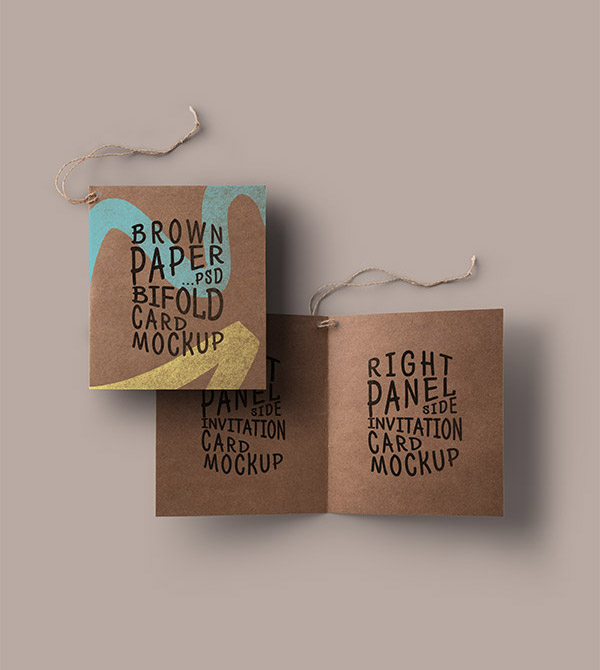 BROWN
PAPER
...PSD
BIFOLD
CARD
MOCKUP
PANEL
SIDE
INVITATION
CARD
MOCKUP
RIGHT
PANEL
SIDE
INVITATION
CARD
MOCKUP